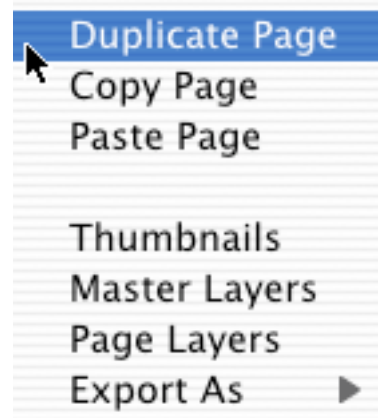 Duplicate Page
Copy Page
Paste Page
Thumbnails
Master Layers
Page Layers
Export As